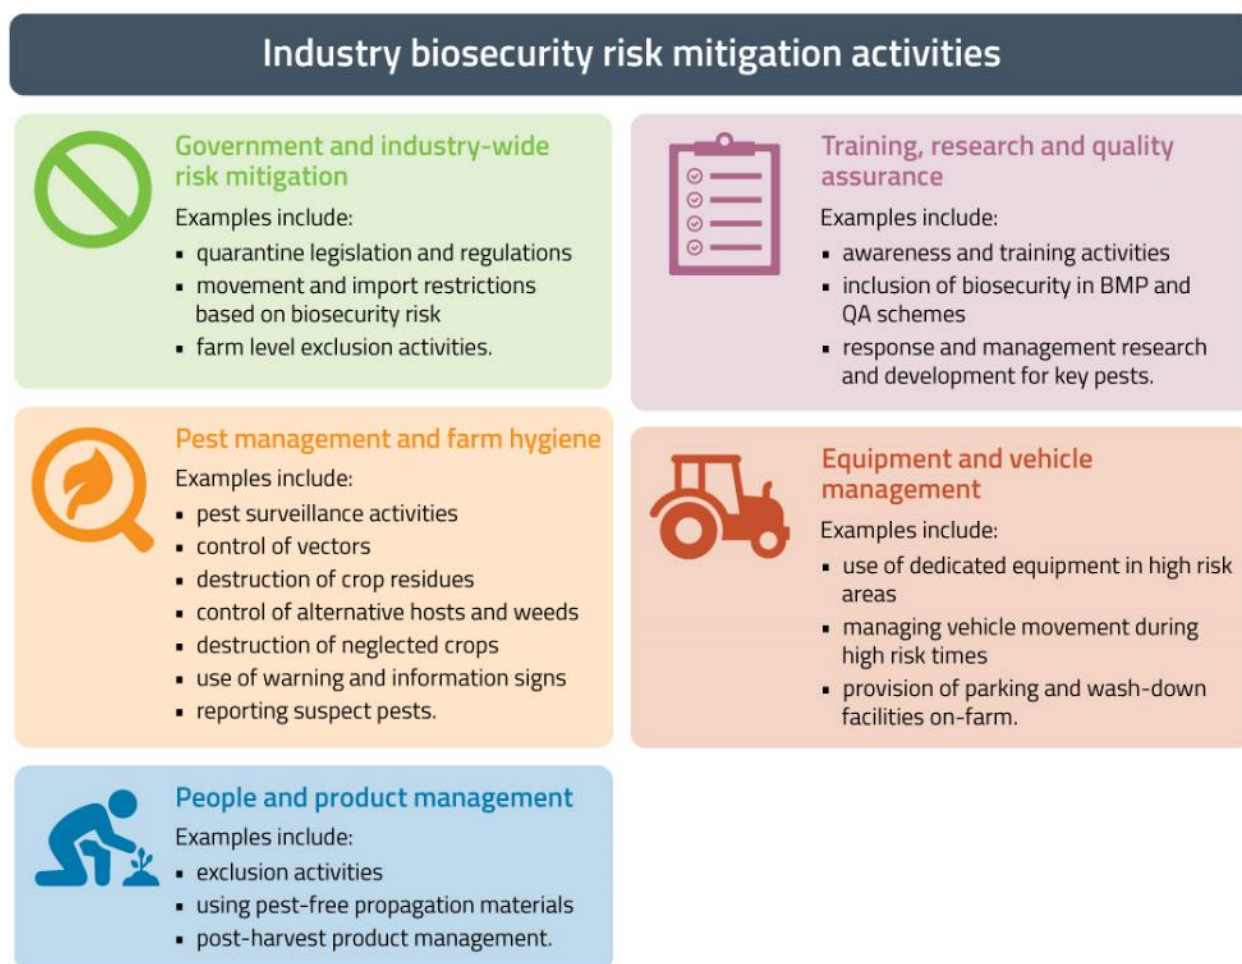 Industry biosecurity risk mitigation activities
Government and industry-wide
risk mitigation
Examples include:
▪ quarantine legislation and regulations
▪ movement and import restrictions
based on biosecurity risk
▪ farm level exclusion activities.
Training, research and quality
assurance
Examples include:
▪ awareness and training activities
▪ inclusion of biosecurity in BMP and
QA schemes
▪ response and management research
and development for key pests.
Pest management and farm hygiene
Examples include:
▪ pest surveillance activities
▪ control of vectors
▪ destruction of crop residues
▪ control of alternative hosts and weeds
▪ destruction of neglected crops
▪ use of warning and information signs
▪ reporting suspect pests.
Equipment and vehicle
management
Examples include:
▪ use of dedicated equipment in high risk
areas
▪ managing vehicle movement during
high risk times
▪ provision of parking and wash-down
facilities on-farm.
People and product management
Examples include:
▪ exclusion activities
▪ using pest-free propagation materials
▪ post-harvest product management.